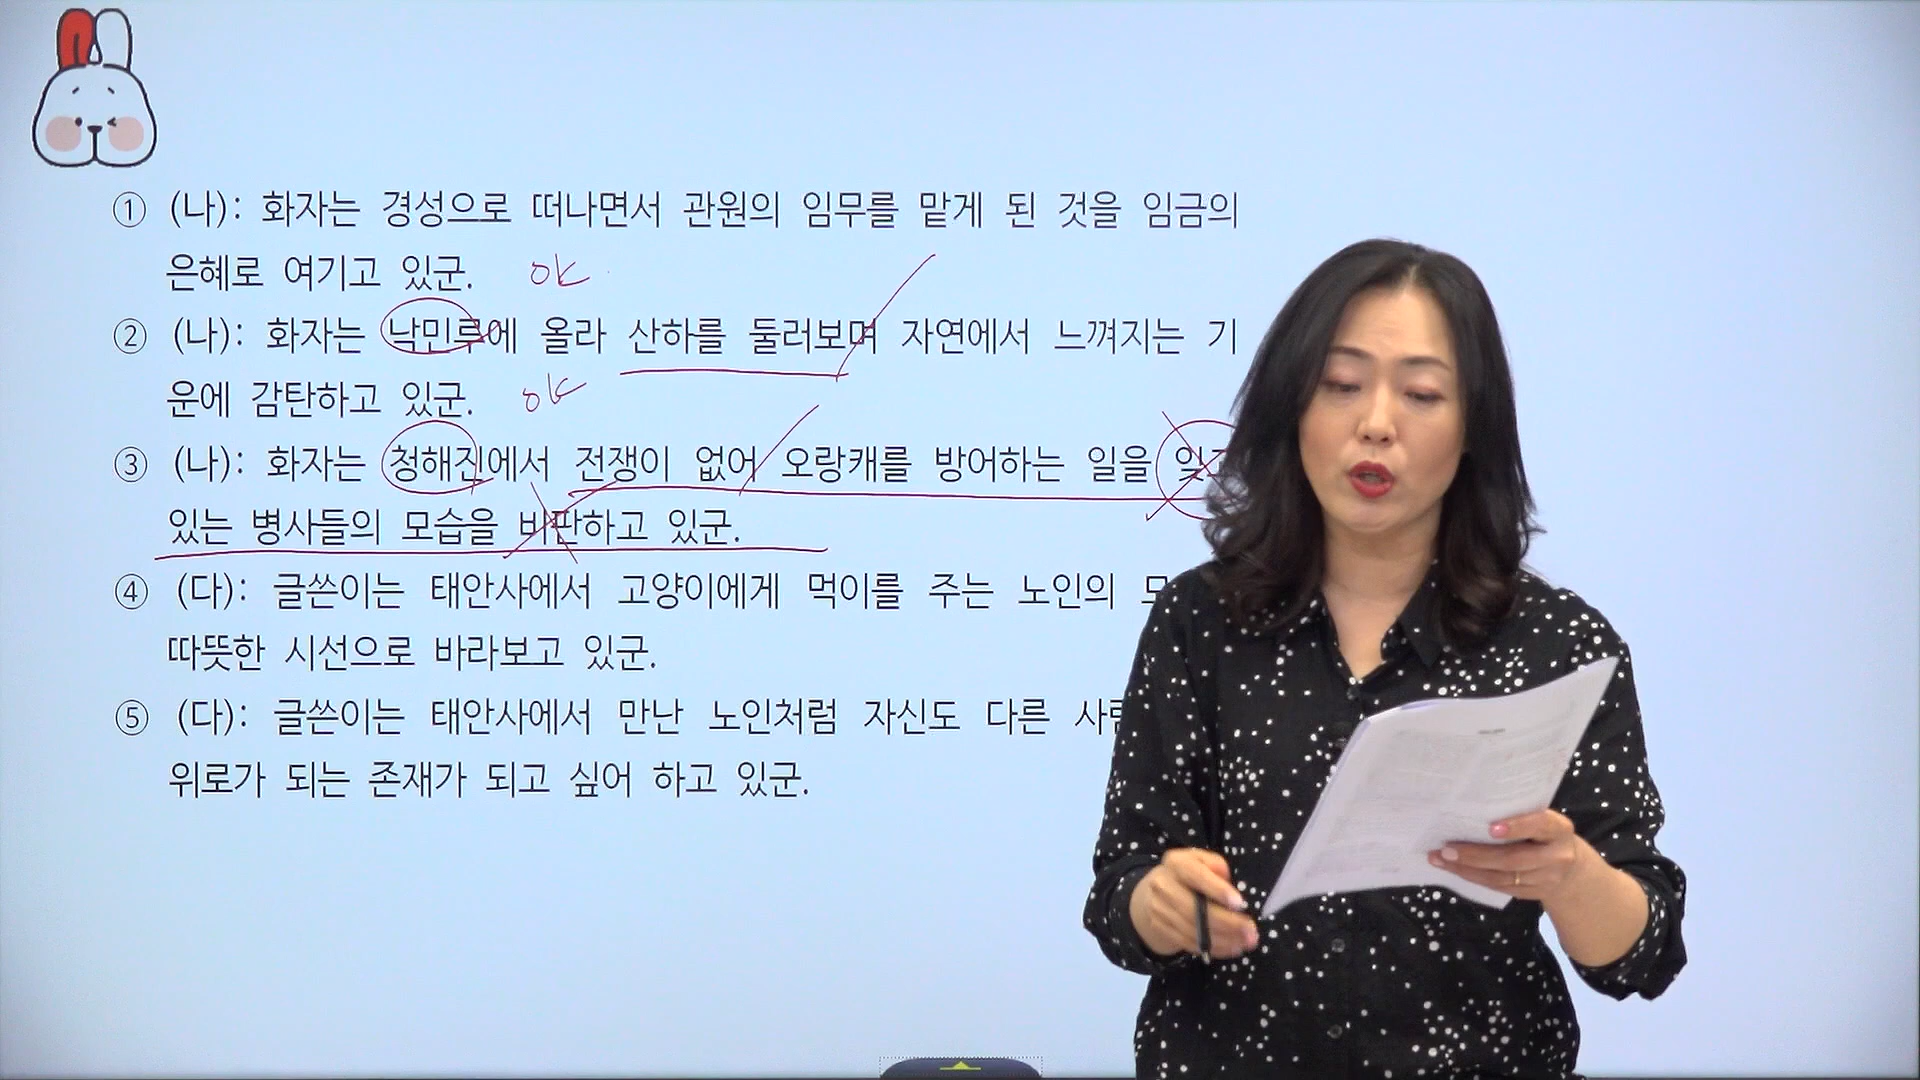 ① (나): 화자는 경성으로 떠나면서 관원의 임무를 맡게 된 것을 임금의
은혜로 여기고 있군. ok
② (나): 화자는 낙민루에 올라 산하를 둘러보며 자연에서 느껴지는 기
운에 감탄하고 있군. ok
③ (나): 화자는 청해진에서 전쟁이 없어 오랑캐를 방어하는 일을 잊고
있는 병사들의 모습을 비판하고 있군.
④ (다): 글쓴이는 태안사에서 고양이에게 먹이를 주는 노인의
따뜻한 시선으로 바라보고 있군.
⑤ (다): 글쓴이는 태안사에서 만난 노인처럼 자신도 다른
위로가 되는 존재가 되고 싶어 하고 있군.